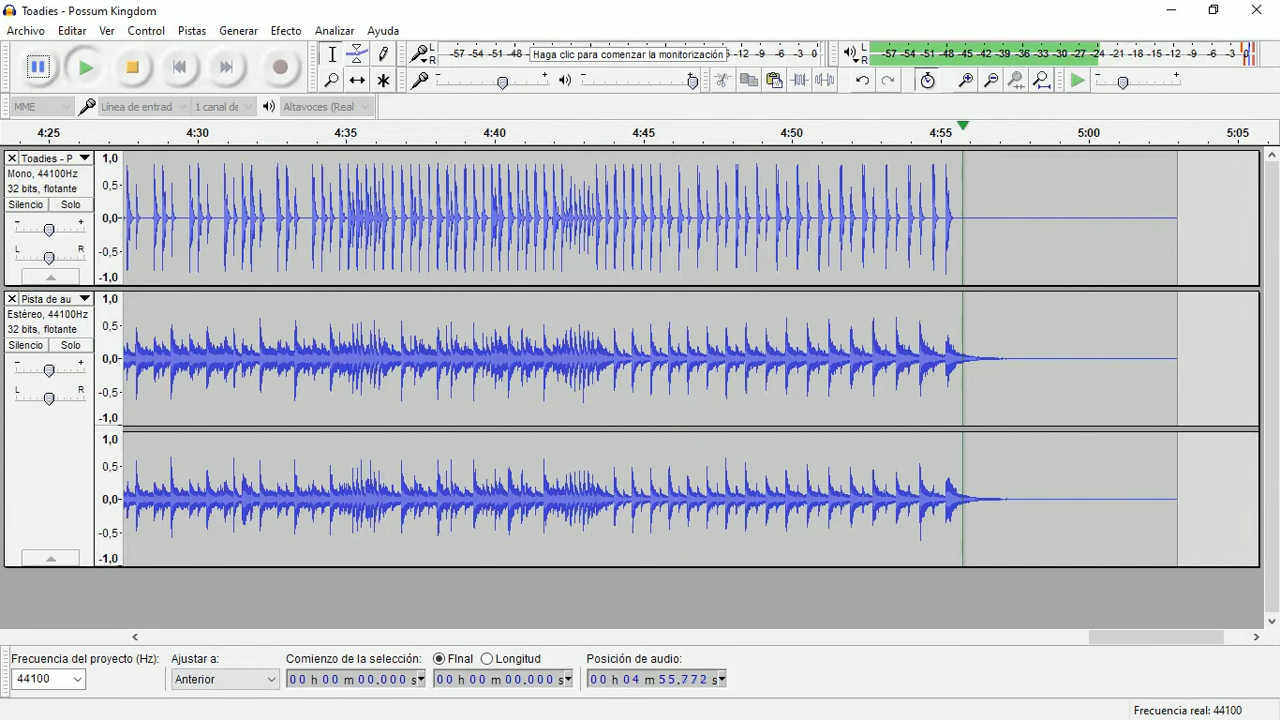 Toadies - Possum Kingdom
Archivo Editar Ver Control Pistas Generar Efecto Analizar Ayuda
L R -57 -54 -51 -48 Haga clic para comenzar la monitorización -12 -9 -6 -3 0
L R -57 -54 -51 -48 -45 -42 -39 -36 -33 -30 -27 -24 -21 -18 -15 -12 -9 -6 -3 0
- + - + - +
MME Línea de entrad 1 canal de Altavoces (Real
4:25 4:30 4:35 4:40 4:45 4:50 4:55 5:00 5:05
Toadies - P
Mono, 44100Hz
32 bits, flotante
Silencio Solo
- +
L R
1,0
0,5
0,0
-0,5
-1,0
Pista de au
Estéreo, 44100Hz
32 bits, flotante
Silencio Solo
- +
L R
1,0
0,5
0,0
-0,5
-1,0
1,0
0,5
0,0
-0,5
-1,0
Frecuencia del proyecto (Hz): Ajustar a: Comienzo de la selección: FInal Longitud Posición de audio:
44100 Anterior 00 h 00 m 00.000 s 00 h 00 m 00.000 s 00 h 04 m 55.772 s
Frecuencia real: 44100